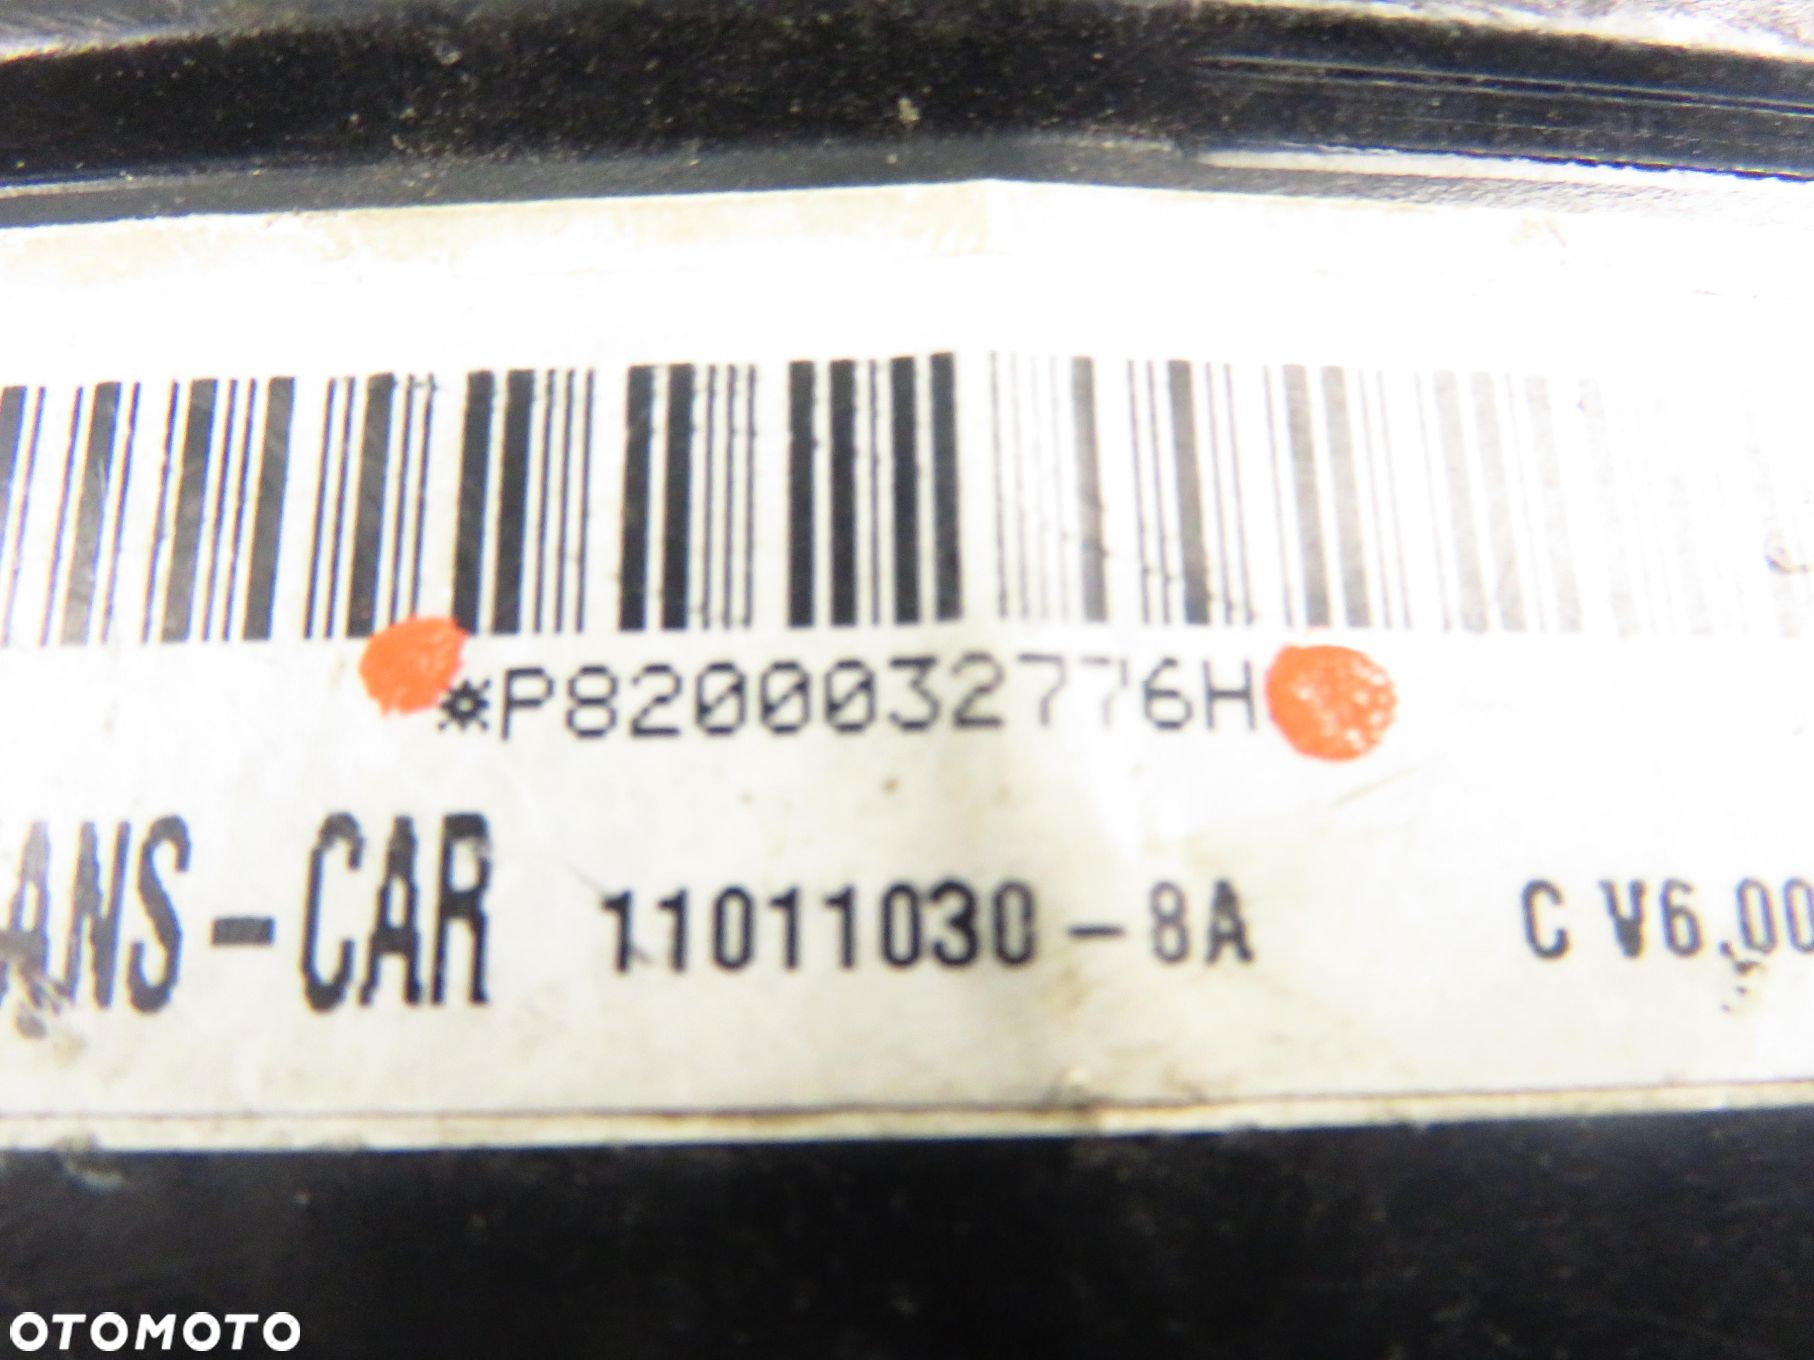 *P8200032776H
ANS-CAR 11011030-8A C V6.00
OTOMOTO